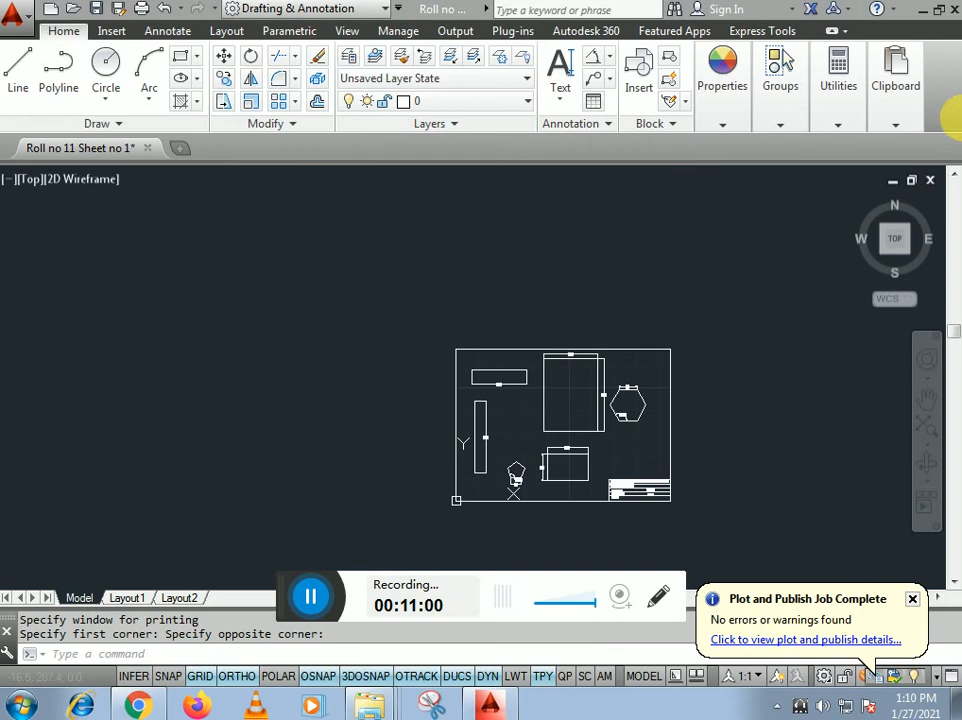 Drafting & Annotation
Roll no ...
Type a keyword or phrase
Sign In
Home Insert Annotate Layout Parametric View Manage Output Plug-ins Autodesk 360 Featured Apps Express Tools
Line Polyline Circle Arc
Unsaved Layer State
0
Text Insert Properties Groups Utilities Clipboard
Draw Modify Layers Annotation Block
Roll no 11 Sheet no 1*
[−][Top][2D Wireframe]
N
W TOP E
S
WCS
Y
X
Recording...
00:11:00
Model Layout1 Layout2
Plot and Publish Job Complete
No errors or warnings found
Click to view plot and publish details...
Specify window for printing
Specify first corner: Specify opposite corner:
Type a command
-16.5, 287.4, 0.0
INFER SNAP GRID ORTHO POLAR OSNAP 3DOSNAP OTRACK DUCS DYN LWT TPY QP SC AM MODEL 1:1
1:10 PM
1/27/2021